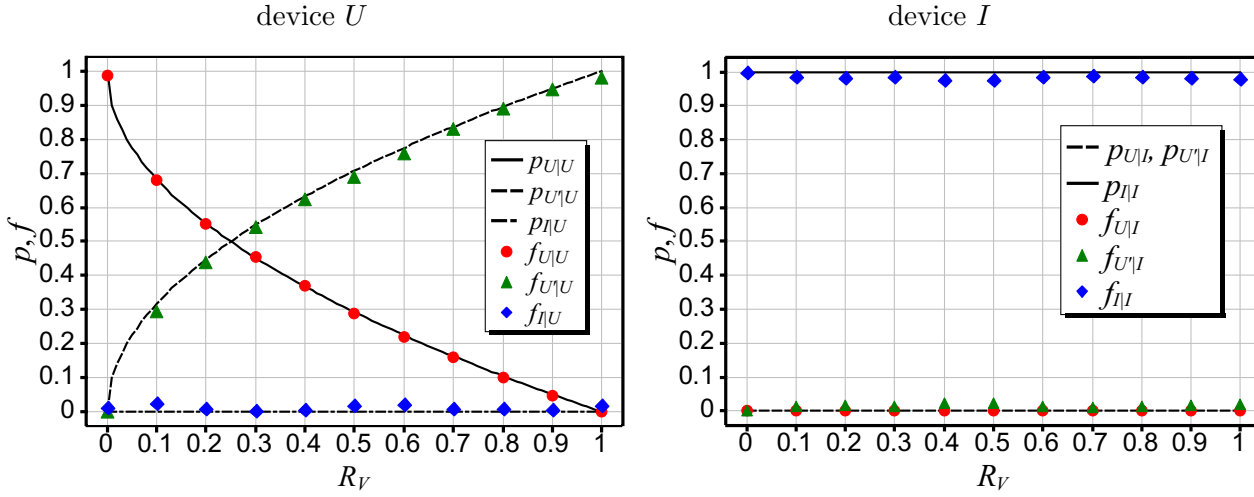 device U
1
0.9
0.8
0.7
0.6
0.5
0.4
0.3
0.2
0.1
0
p, f
0 0.1 0.2 0.3 0.4 0.5 0.6 0.7 0.8 0.9 1
R_V
p_{U|U}
p_{U'|U}
p_{I|U}
f_{U|U}
f_{U'|U}
f_{I|U}
device I
1
0.9
0.8
0.7
0.6
0.5
0.4
0.3
0.2
0.1
0
p, f
0 0.1 0.2 0.3 0.4 0.5 0.6 0.7 0.8 0.9 1
R_V
p_{U|I}, p_{U'|I}
p_{I|I}
f_{U|I}
f_{U'|I}
f_{I|I}